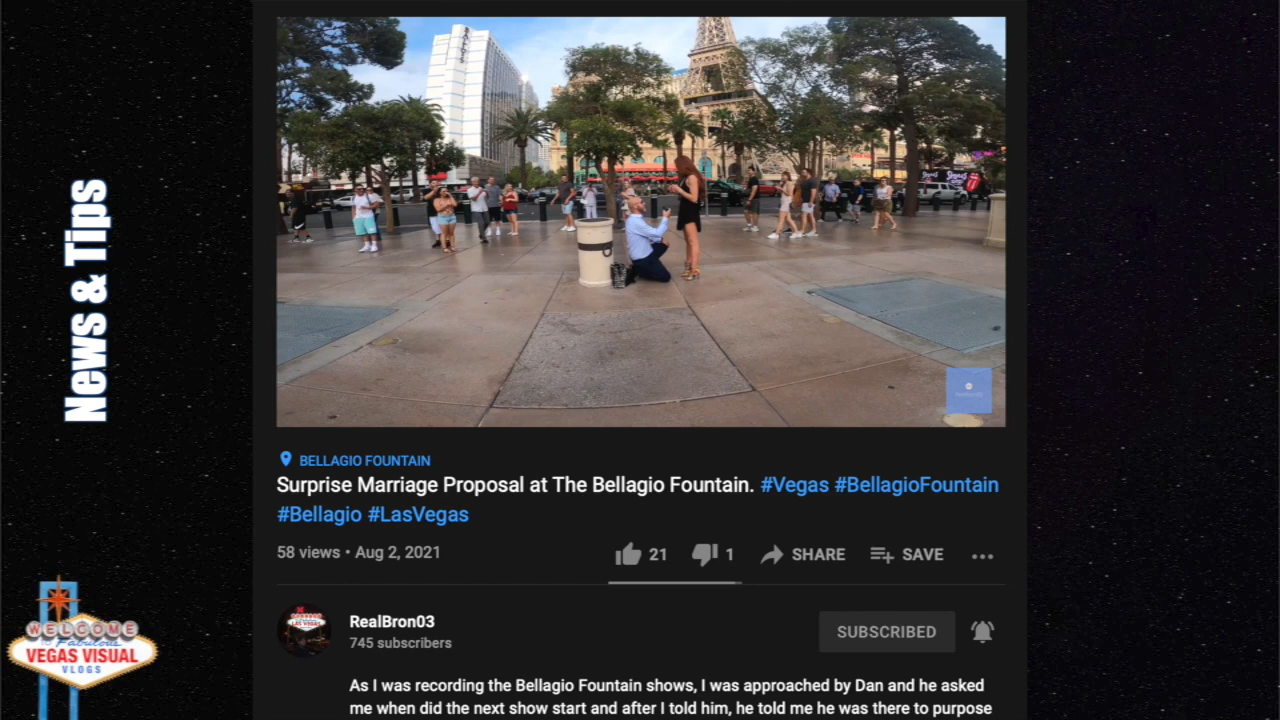 News & Tips
BELLAGIO FOUNTAIN
Surprise Marriage Proposal at The Bellagio Fountain. #Vegas #BellagioFountain
#Bellagio #LasVegas
58 views • Aug 2, 2021
21
1
SHARE
SAVE
RealBron03
745 subscribers
SUBSCRIBED
As I was recording the Bellagio Fountain shows, I was approached by Dan and he asked
me when did the next show start and after I told him, he told me he was there to purpose
WELCOME
to Fabulous
VEGAS VISUAL
VLOGS